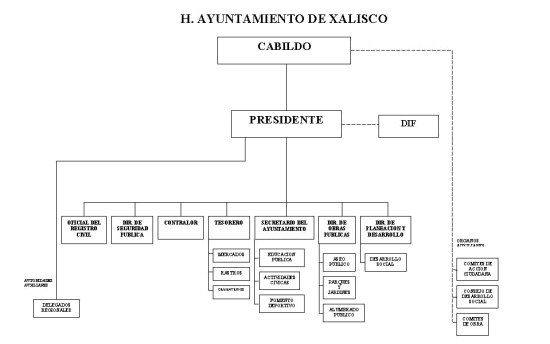 H. AYUNTAMIENTO DE XALISCO
CABILDO
PRESIDENTE
DIF
OFICIAL DEL
REGISTRO
CIVIL
DIR. DE
SEGURIDAD
PUBLICA
CONTRALOR
TESORERO
SECRETARIO DEL
AYUNTAMIENTO
DIR. DE
OBRAS
PUBLICAS
DIR. DE
PLANEACION Y
DESARROLLO
MERCADOS
RASTROS
EDUCACION
PUBLICA
ACTIVIDADES
CIVICAS
FOMENTO
DEPORTIVO
ASEO
PUBLICO
PARQUES
Y
JARDINES
ALUMBRADO
PUBLICO
DESARROLLO
SOCIAL
ORGANOS
AUXILIARES
COMITES DE
ACCION
CIUDADANA
CONSEJO DE
DESARROLLO
SOCIAL
COMITES
DE OBRA
AUTORIDADES
AUXILIARES
DELEGADOS
REGIONALES